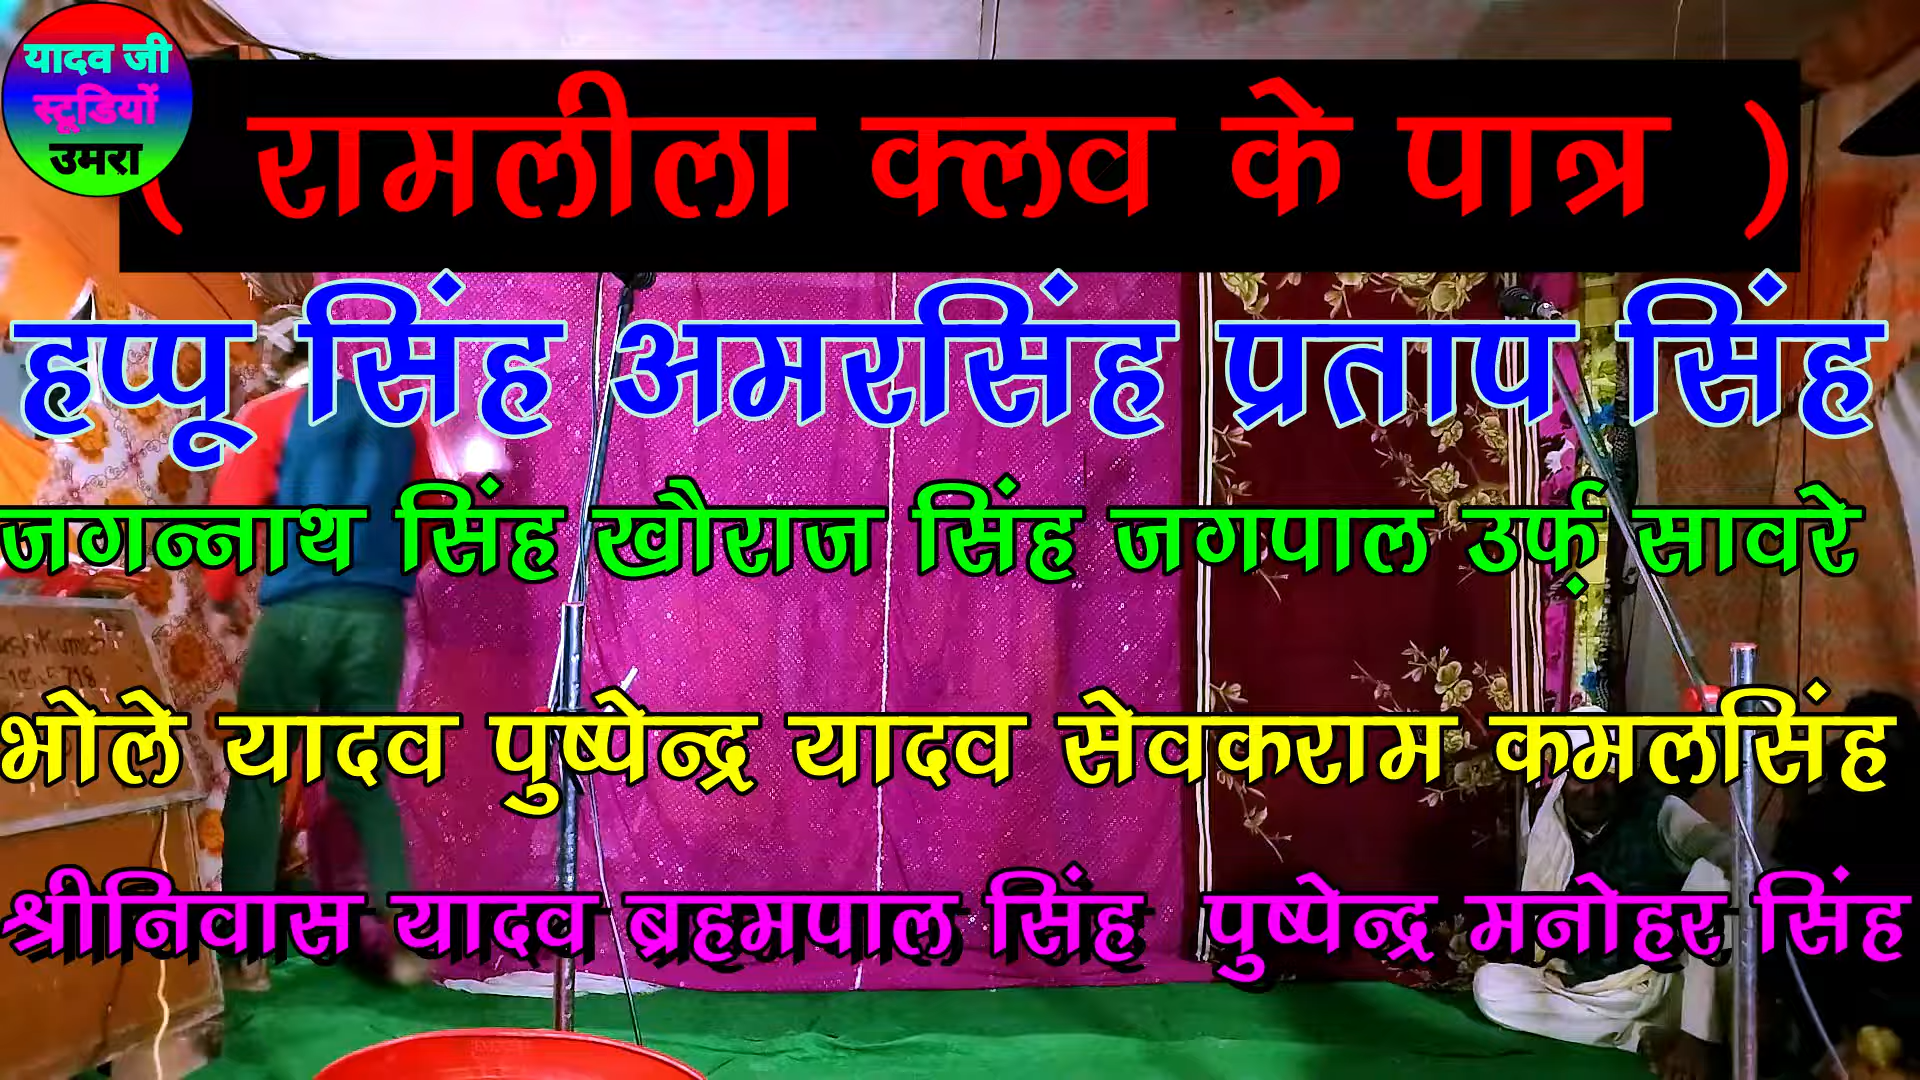 यादव जी
स्टूडियों
उमरा
( रामलीला क्लव के पात्र )
हप्पू सिंह अमरसिंह प्रताप सिंह
जगन्नाथ सिंह खौराज सिंह जगपाल उर्फ़ सावरे
भोले यादव पुष्पेन्द्र यादव सेवकराम कमलसिंह
श्रीनिवास यादव ब्रहमपाल सिंह पुष्पेन्द्र मनोहर सिंह